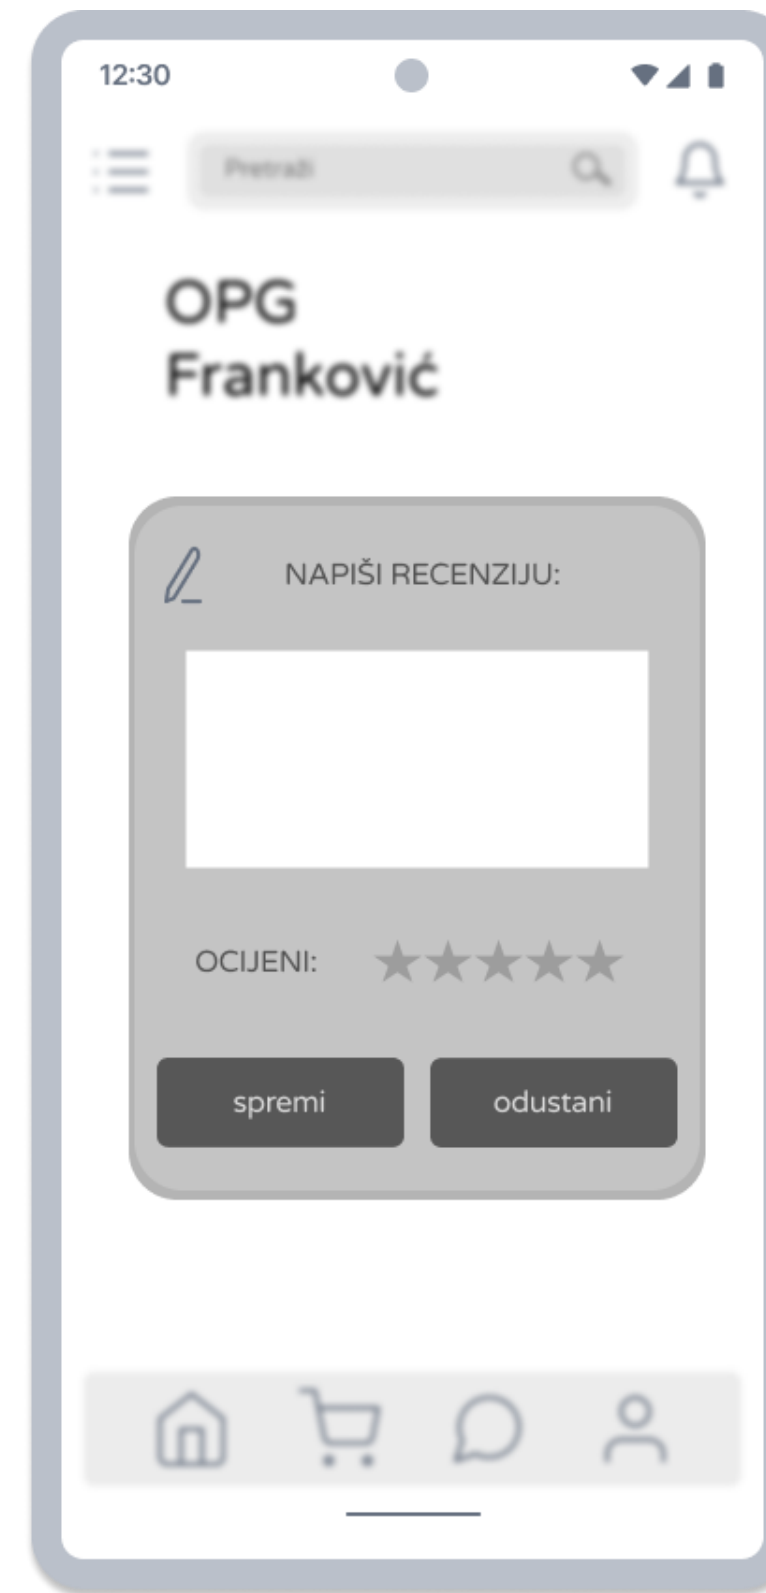 12:30
Pretraži
OPG
Franković
NAPIŠI RECENZIJU:
OCIJENI:
spremi odustani